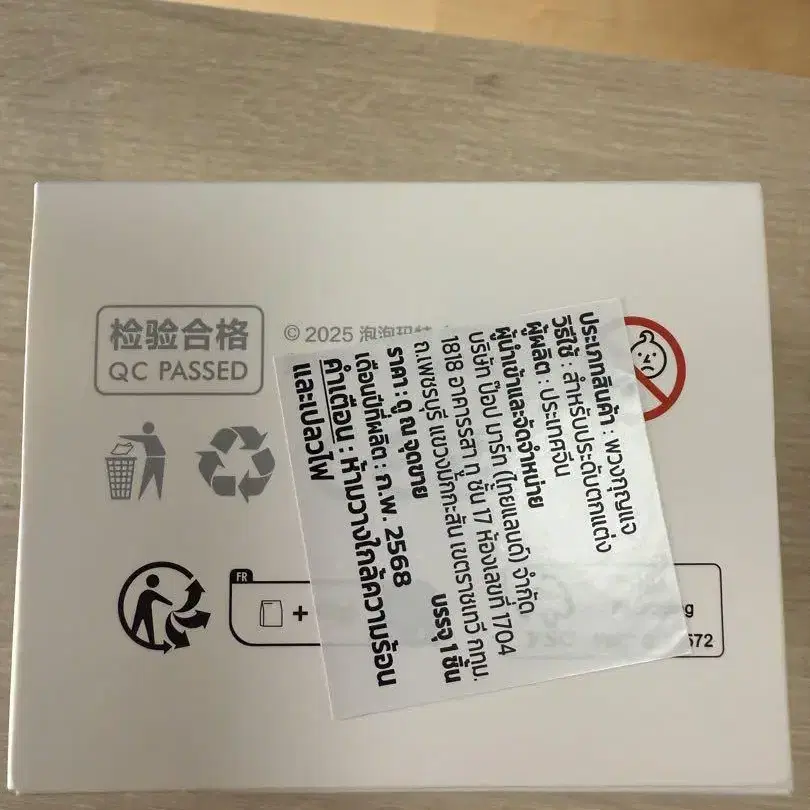 检验合格
QC PASSED
© 2025 泡泡玛特
FR
+
672
ประเภทสินค้า : พวงกุญแจ
วิธีใช้ : สำหรับประดับตกแต่ง
ผู้ผลิต : ประเทศจีน
ผู้นำเข้าและจัดจำหน่าย
บริษัท ป๊อป มาร์ท (ไทยแลนด์) จำกัด
1818 อาคารรสา ทู ชั้น 17 ห้องเลขที่ 1704
ถ.เพชรบุรี แขวงมักกะสัน เขตราชเทวี กทม.
ราคา : ดู ณ จุดขาย บรรจุ 1 ชิ้น
เดือนปีที่ผลิต : ก.พ. 2568
คำเตือน : ห้ามวางใกล้ความร้อน
และเปลวไฟ